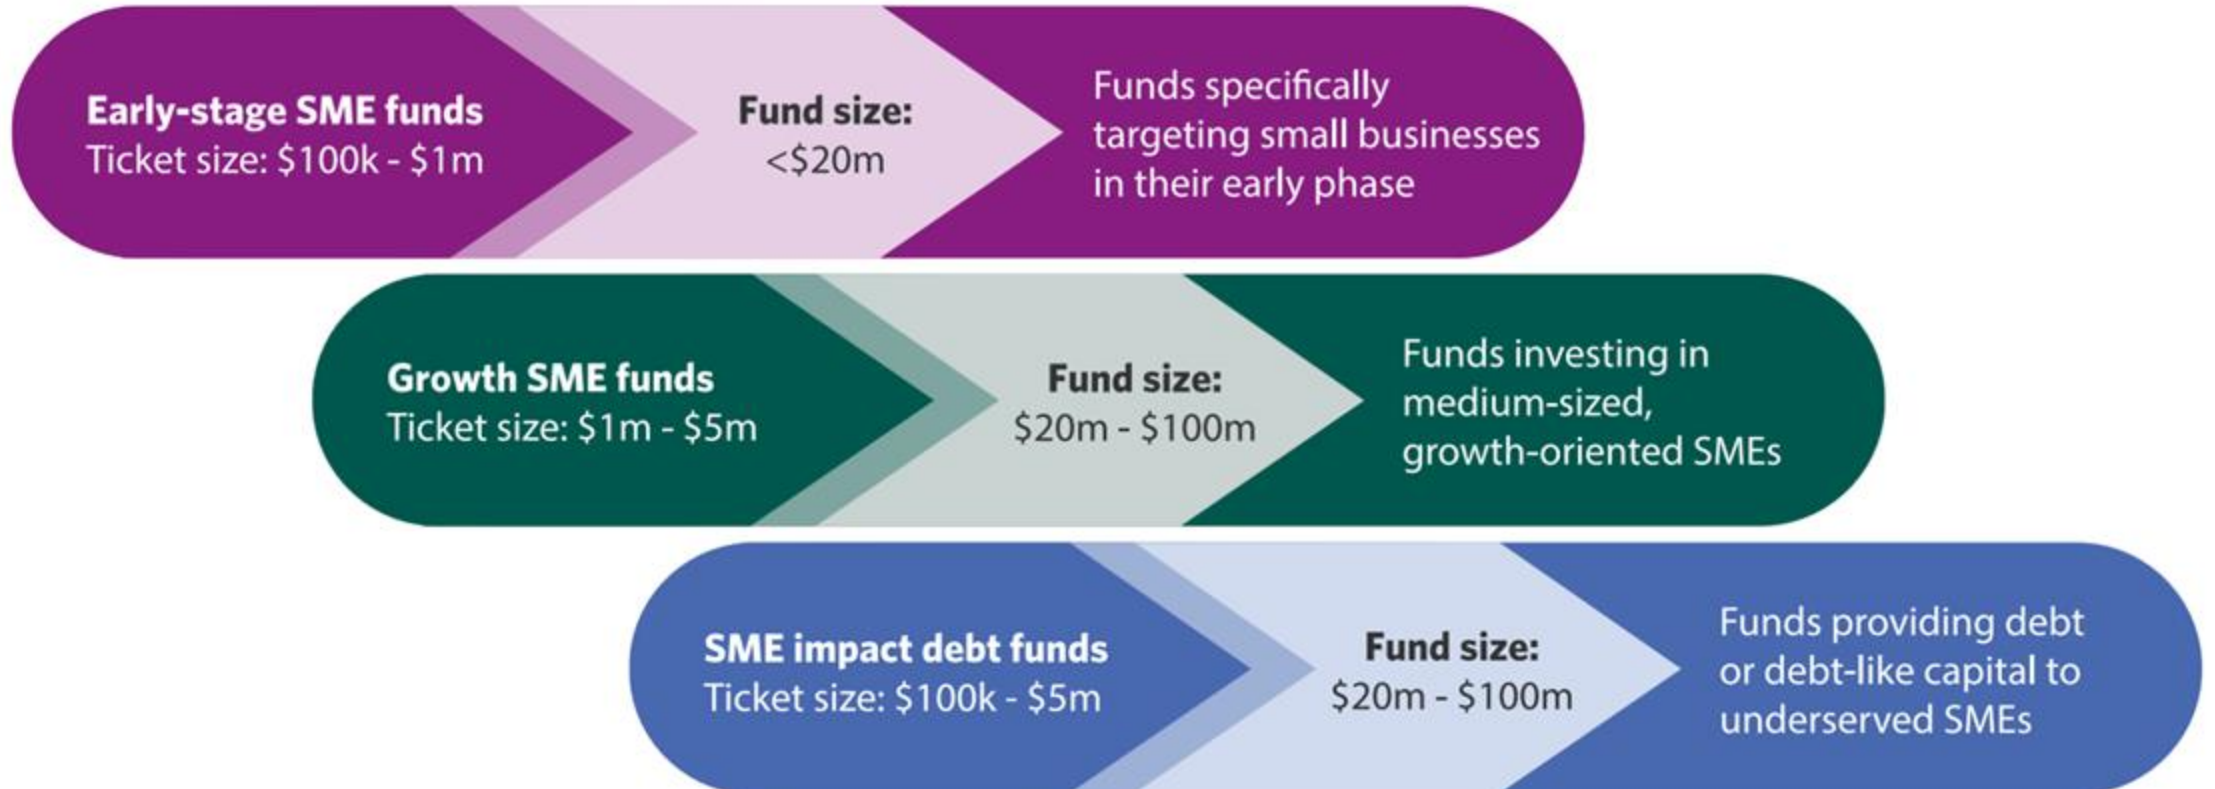 Early-stage SME funds
Ticket size: $100k - $1m
Fund size:
<$20m
Funds specifically
targeting small businesses
in their early phase
Growth SME funds
Ticket size: $1m - $5m
Fund size:
$20m - $100m
Funds investing in
medium-sized,
growth-oriented SMEs
SME impact debt funds
Ticket size: $100k - $5m
Fund size:
$20m - $100m
Funds providing debt
or debt-like capital to
underserved SMEs